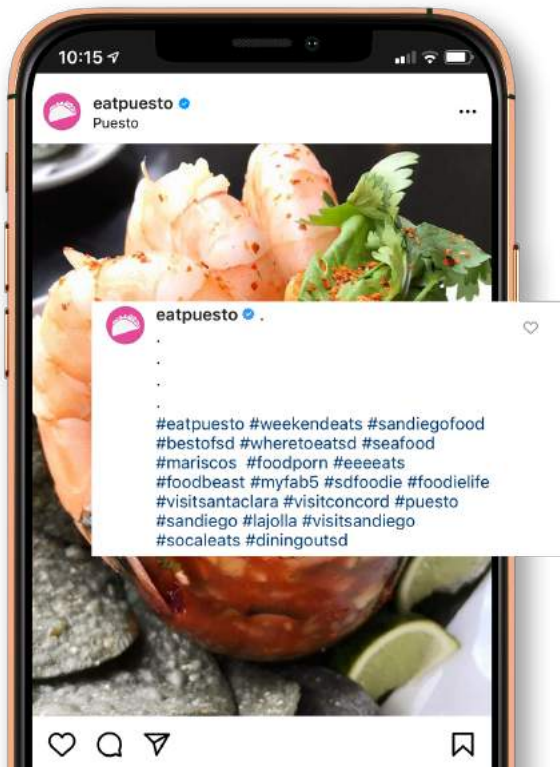 10:15
eatpuesto
Puesto
eatpuesto .
.
.
.
.
#eatpuesto #weekendeats #sandiegofood
#bestofsd #wheretoeatsd #seafood
#mariscos #foodporn #eeeeats
#foodbeast #myfab5 #sdfoodie #foodielife
#visitsantaclara #visitconcord #puesto
#sandiego #lajolla #visitsandiego
#socaleats #diningoutsd